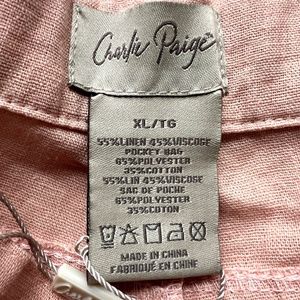 Charlie Paige
XL/TG
55%LINEN 45%VISCOSE
POCKET-BAG
65%POLYESTER
35%COTTON
55%LIN 45%VISCOSE
SAC DE POCHE
65%POLYESTER
35%COTON
MADE IN CHINA
FABRIQUÉ EN CHINE